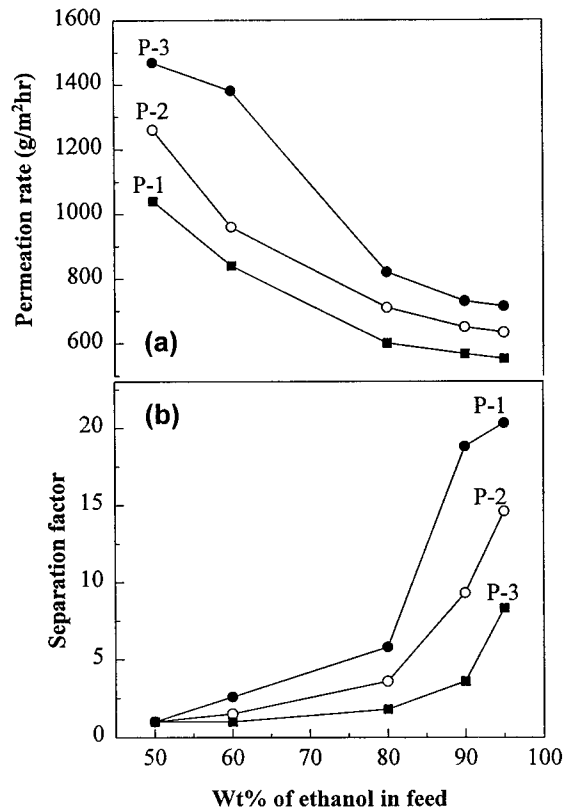 1600
1400
1200
1000
800
600
Permeation rate (g/m²hr)
P-3
P-2
P-1
(a)
20
15
10
5
0
Separation factor
(b)
P-1
P-2
P-3
50 60 70 80 90 100
Wt% of ethanol in feed